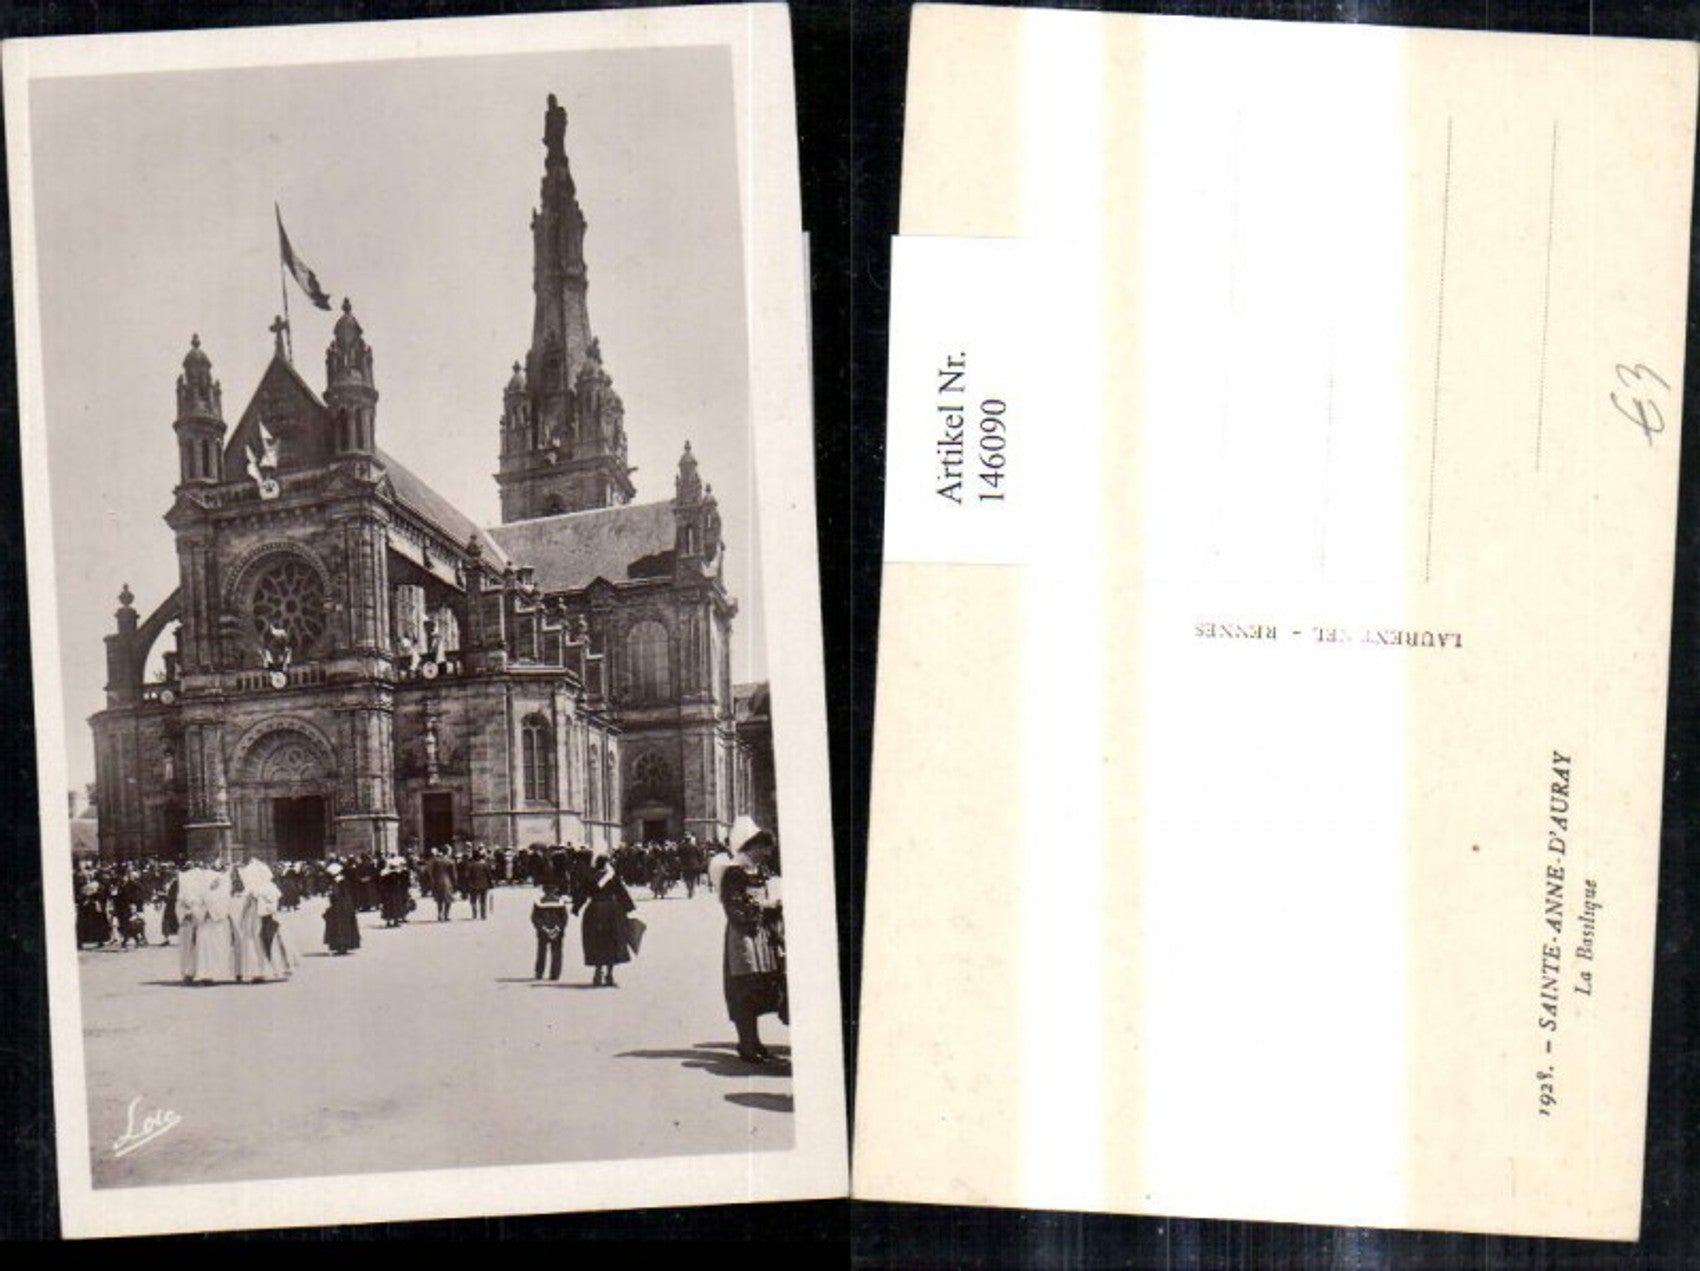 Loic
Artikel Nr.
146090
€3
LAURENT NEL - RENNES
1928. - SAINTE-ANNE-D'AURAY
La Basilique